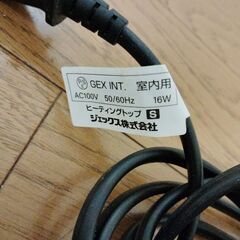 GEX INT. 室内用
AC100V 50/60Hz 16W
ヒーティングトップ S
ジェックス株式会社